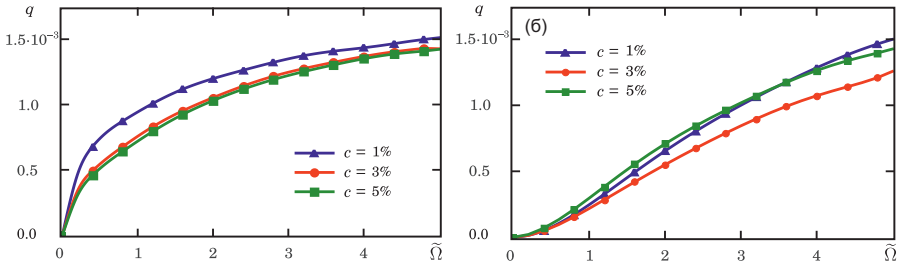 q
1.5·10⁻³
1.0
0.5
0.0
c = 1%
c = 3%
c = 5%
0 1 2 3 4 Ω̃
q
(б)
1.5·10⁻³
1.0
0.5
0.0
c = 1%
c = 3%
c = 5%
0 1 2 3 4 Ω̃